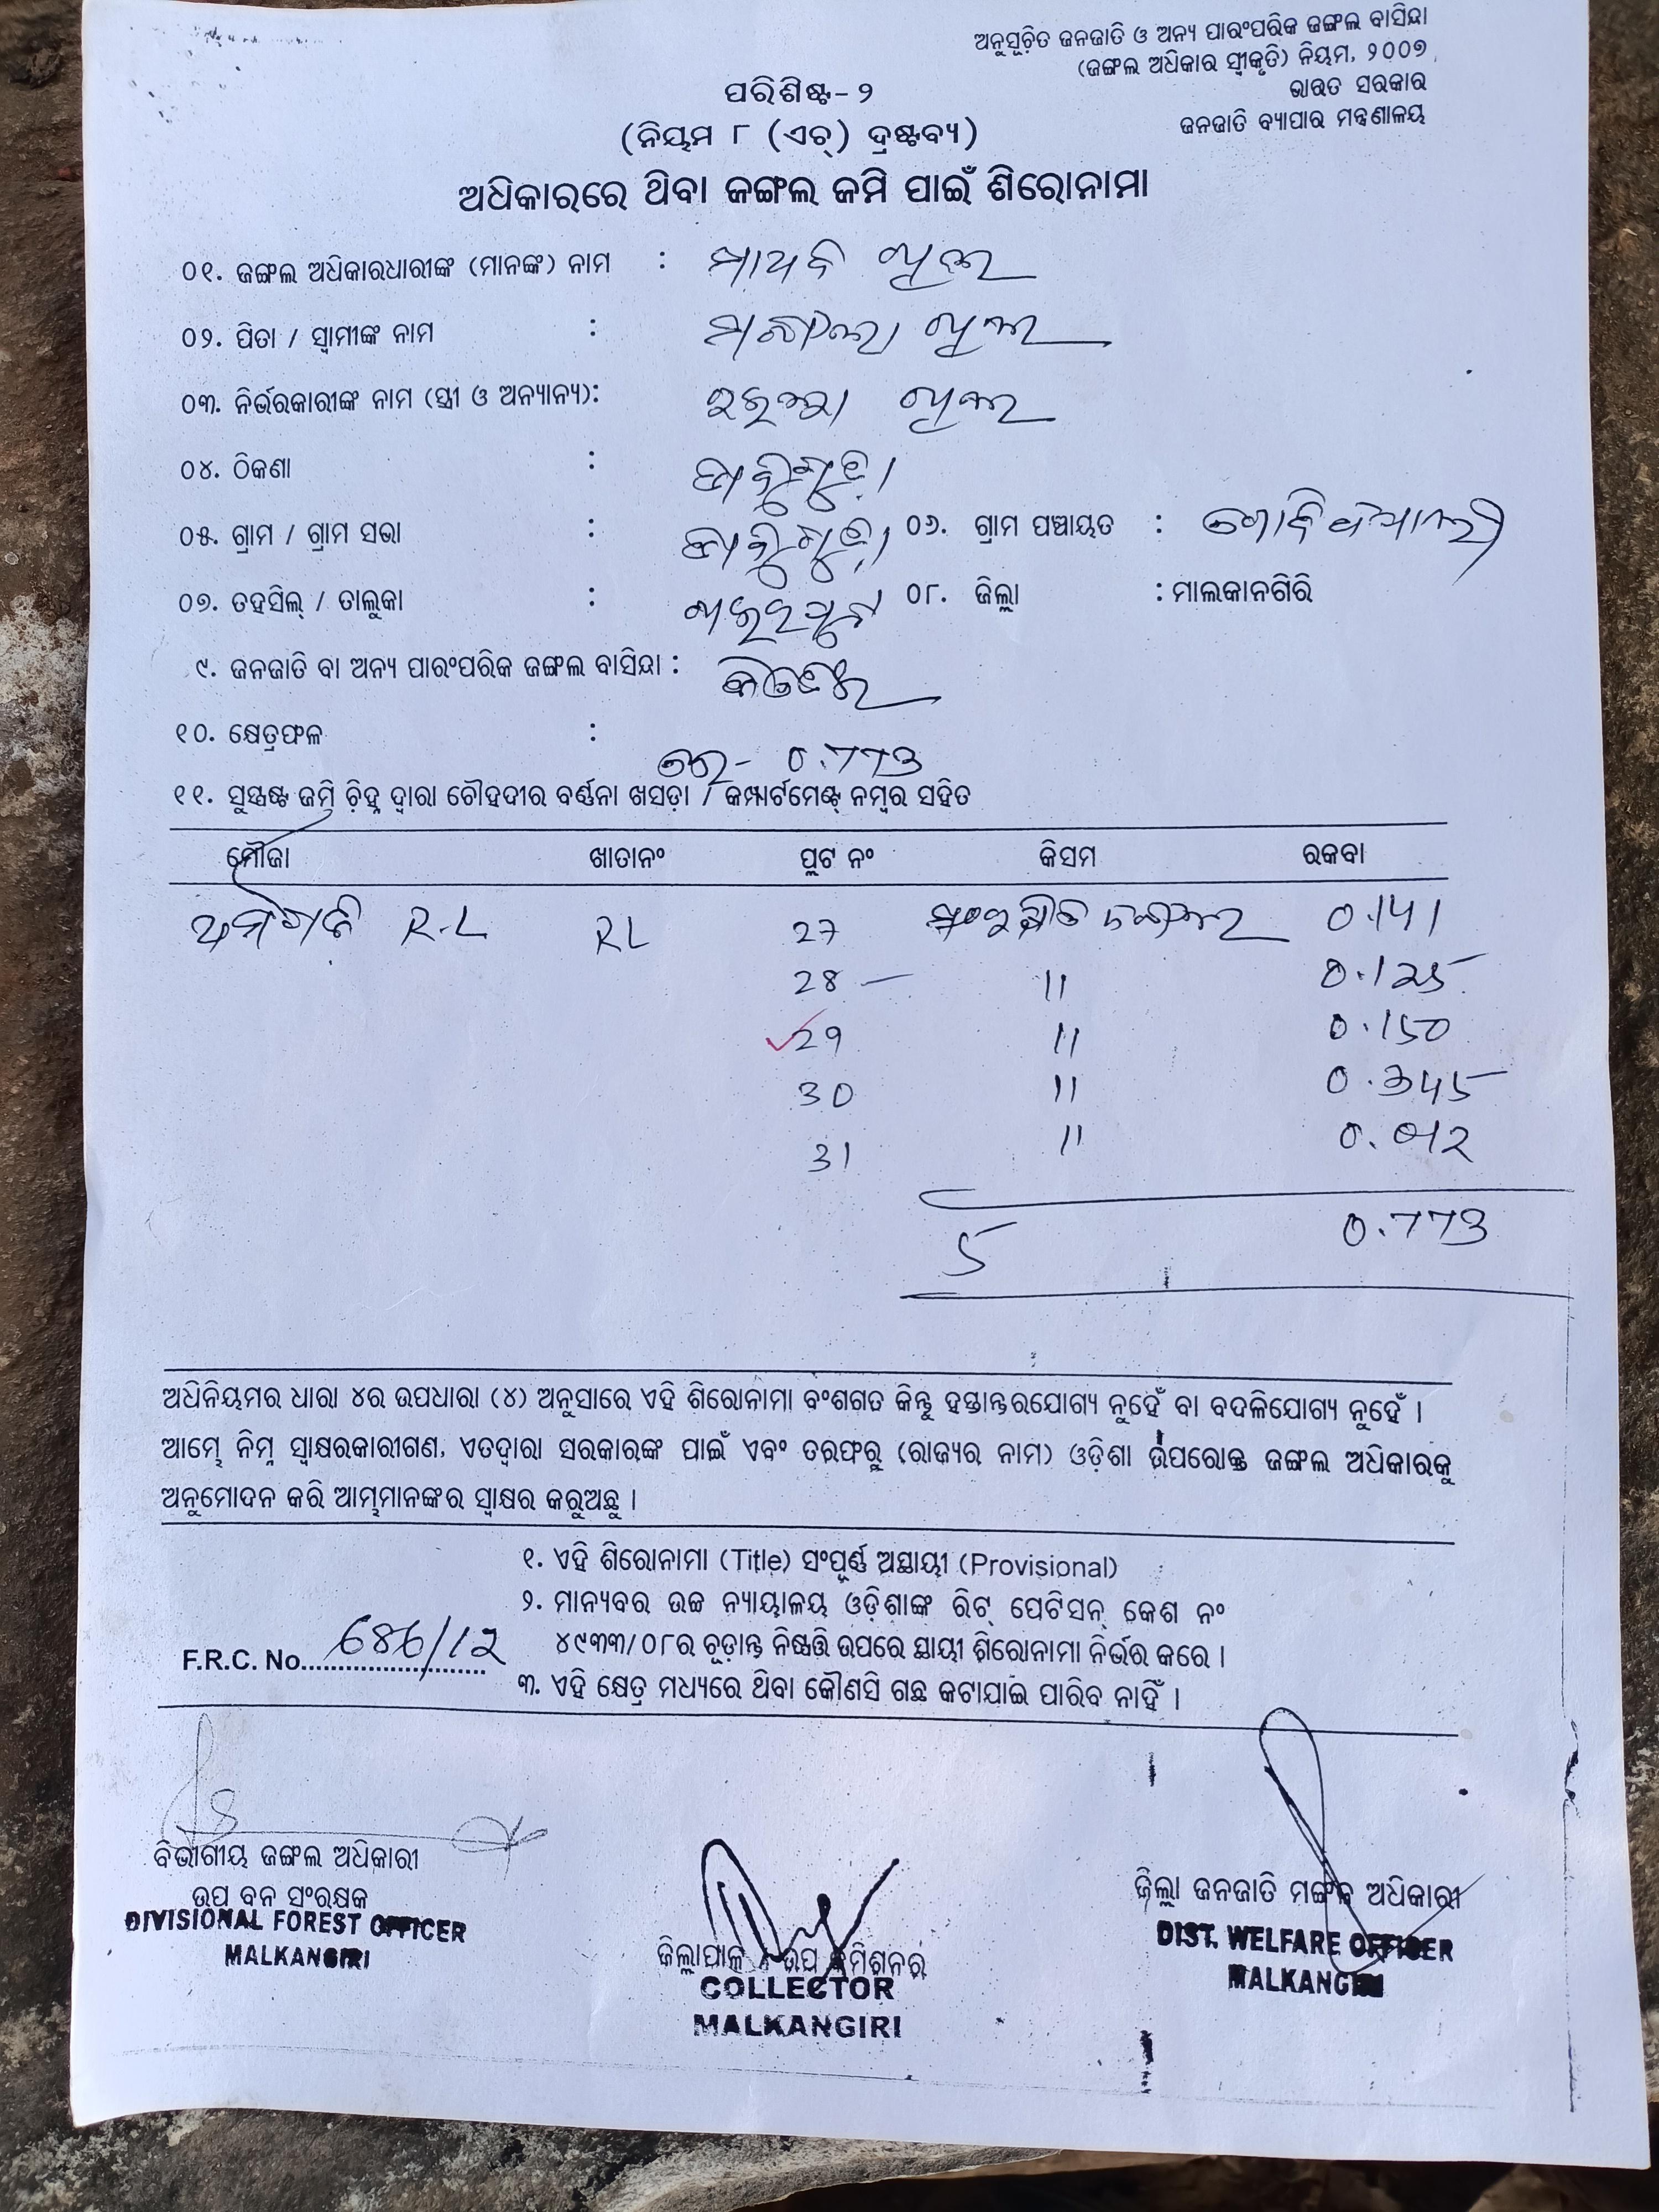 ଅନୁସୂଚିତ ଜନଜାତି ଓ ଅନ୍ୟ ପାରଂପରିକ ଜଙ୍ଗଲ ବାସିନ୍ଦା
(ଜଙ୍ଗଲ ଅଧିକାର ସ୍ୱୀକୃତି) ନିୟମ, ୨୦୦୭
ଭାରତ ସରକାର
ଜନଜାତି ବ୍ୟାପାର ମନ୍ତ୍ରଣାଳୟ
ପରିଶିଷ୍ଟ-୨
(ନିୟମ ୮ (ଏଚ୍) ଦ୍ରଷ୍ଟବ୍ୟ)
ଅଧିକାରରେ ଥିବା ଜଙ୍ଗଲ ଜମି ପାଇଁ ଶିରୋନାମା
୦୧. ଜଙ୍ଗଲ ଅଧିକାରଧାରୀଙ୍କ (ମାନଙ୍କ) ନାମ :
୦୨. ପିତା / ସ୍ୱାମୀଙ୍କ ନାମ :
୦୩. ନିର୍ଭରକାରୀଙ୍କ ନାମ (ସ୍ତ୍ରୀ ଓ ଅନ୍ୟାନ୍ୟ):
୦୪. ଠିକଣା :
୦୫. ଗ୍ରାମ / ଗ୍ରାମ ସଭା : ୦୬. ଗ୍ରାମ ପଞ୍ଚାୟତ :
୦୭. ତହସିଲ୍ / ତାଲୁକା : ୦୮. ଜିଲ୍ଲା : ମାଲକାନଗିରି
୯. ଜନଜାତି ବା ଅନ୍ୟ ପାରଂପରିକ ଜଙ୍ଗଲ ବାସିନ୍ଦା :
୧୦. କ୍ଷେତ୍ରଫଳ : 0.773
୧୧. ସୁସ୍ପଷ୍ଟ ଜମି ଚିହ୍ନ ଦ୍ୱାରା ଚୌହଦୀର ବର୍ଣ୍ଣନା ଖସଡ଼ା / କମ୍ପାର୍ଟମେଣ୍ଟ୍ ନମ୍ବର ସହିତ
ମୌଜା ଖାତାନଂ ପ୍ଲଟ ନଂ କିସମ ରକବା
R.L RL 27 0.141
28 — 11 0.125
29 11 0.150
30 11 0.345
31 11 0.012
5 0.773
ଅଧିନିୟମର ଧାରା ୪ର ଉପଧାରା (୪) ଅନୁସାରେ ଏହି ଶିରୋନାମା ବଂଶଗତ କିନ୍ତୁ ହସ୍ତାନ୍ତରଯୋଗ୍ୟ ନୁହେଁ ବା ବଦଳିଯୋଗ୍ୟ ନୁହେଁ ।
ଆମ୍ଭେ ନିମ୍ନ ସ୍ୱାକ୍ଷରକାରୀଗଣ, ଏତଦ୍ୱାରା ସରକାରଙ୍କ ପାଇଁ ଏବଂ ତରଫରୁ (ରାଜ୍ୟର ନାମ) ଓଡ଼ିଶା ଉପରୋକ୍ତ ଜଙ୍ଗଲ ଅଧିକାରକୁ
ଅନୁମୋଦନ କରି ଆମ୍ଭମାନଙ୍କର ସ୍ୱାକ୍ଷର କରୁଅଛୁ ।
୧. ଏହି ଶିରୋନାମା (Title) ସଂପୂର୍ଣ୍ଣ ଅସ୍ଥାୟୀ (Provisional)
୨. ମାନ୍ୟବର ଉଚ୍ଚ ନ୍ୟାୟାଳୟ ଓଡ଼ିଶାଙ୍କ ରିଟ୍ ପେଟିସନ୍ କେଶ ନଂ
୪୯୩୩/୦୮ର ଚୂଡ଼ାନ୍ତ ନିଷ୍ପତ୍ତି ଉପରେ ସ୍ଥାୟୀ ଶିରୋନାମା ନିର୍ଭର କରେ ।
F.R.C. No. 686/12
୩. ଏହି କ୍ଷେତ୍ର ମଧ୍ୟରେ ଥିବା କୌଣସି ଗଛ କଟାଯାଇ ପାରିବ ନାହିଁ ।
ବିଭାଗୀୟ ଜଙ୍ଗଲ ଅଧିକାରୀ
ଉପ ବନ ସଂରକ୍ଷକ
DIVISIONAL FOREST OFFICER
MALKANGIRI
ଜିଲ୍ଲାପାଳ ଉପ କମିଶନର
COLLECTOR
MALKANGIRI
ଜିଲ୍ଲା ଜନଜାତି ମଙ୍ଗଳ ଅଧିକାରୀ
DIST. WELFARE OFFICER
MALKANGIRI